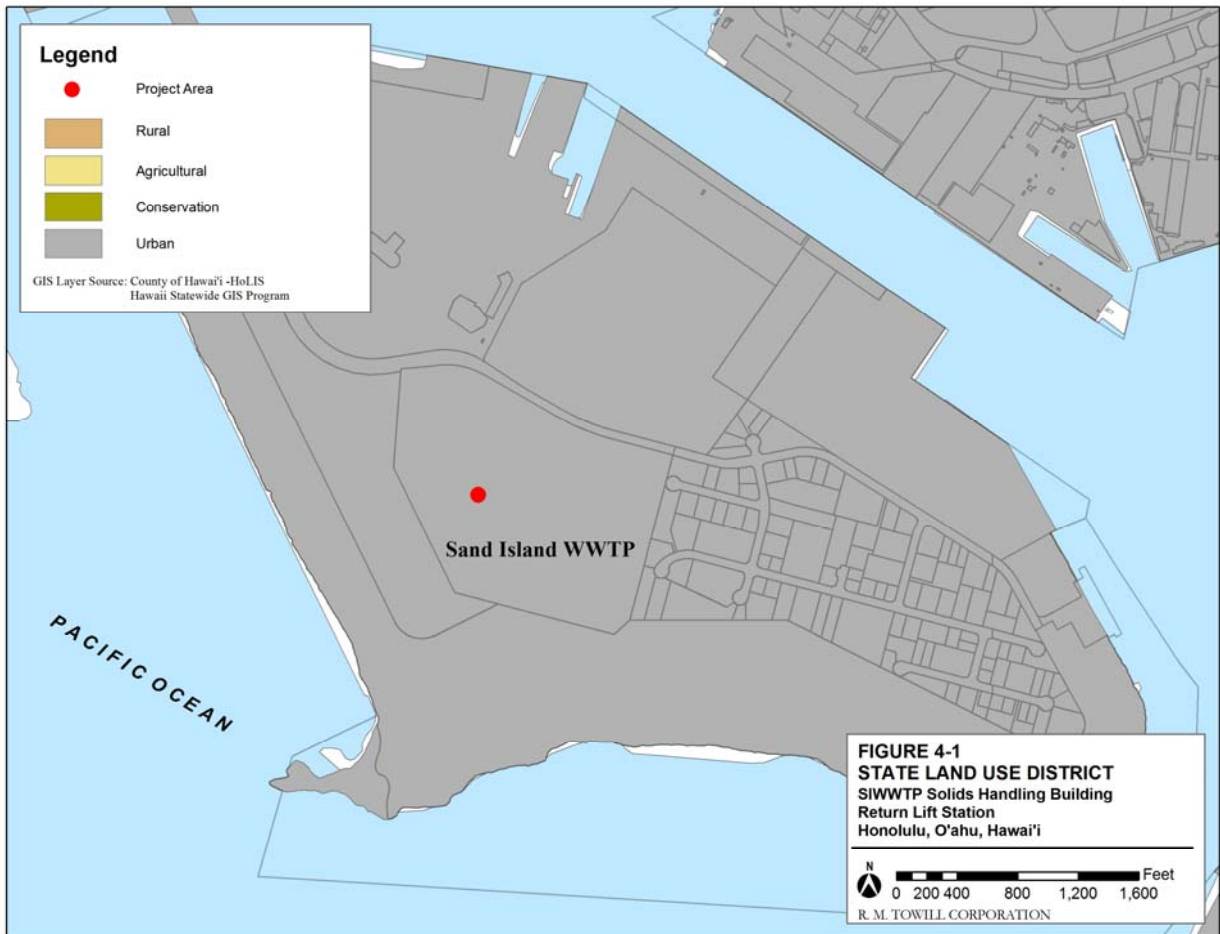 Legend
Project Area
Rural
Agricultural
Conservation
Urban
GIS Layer Source: County of Hawai'i -HoLIS
Hawaii Statewide GIS Program
Sand Island WWTP
PACIFIC OCEAN
FIGURE 4-1
STATE LAND USE DISTRICT
SIWWTP Solids Handling Building
Return Lift Station
Honolulu, O'ahu, Hawai'i
N
Feet
0 200 400 800 1,200 1,600
R. M. TOWILL CORPORATION